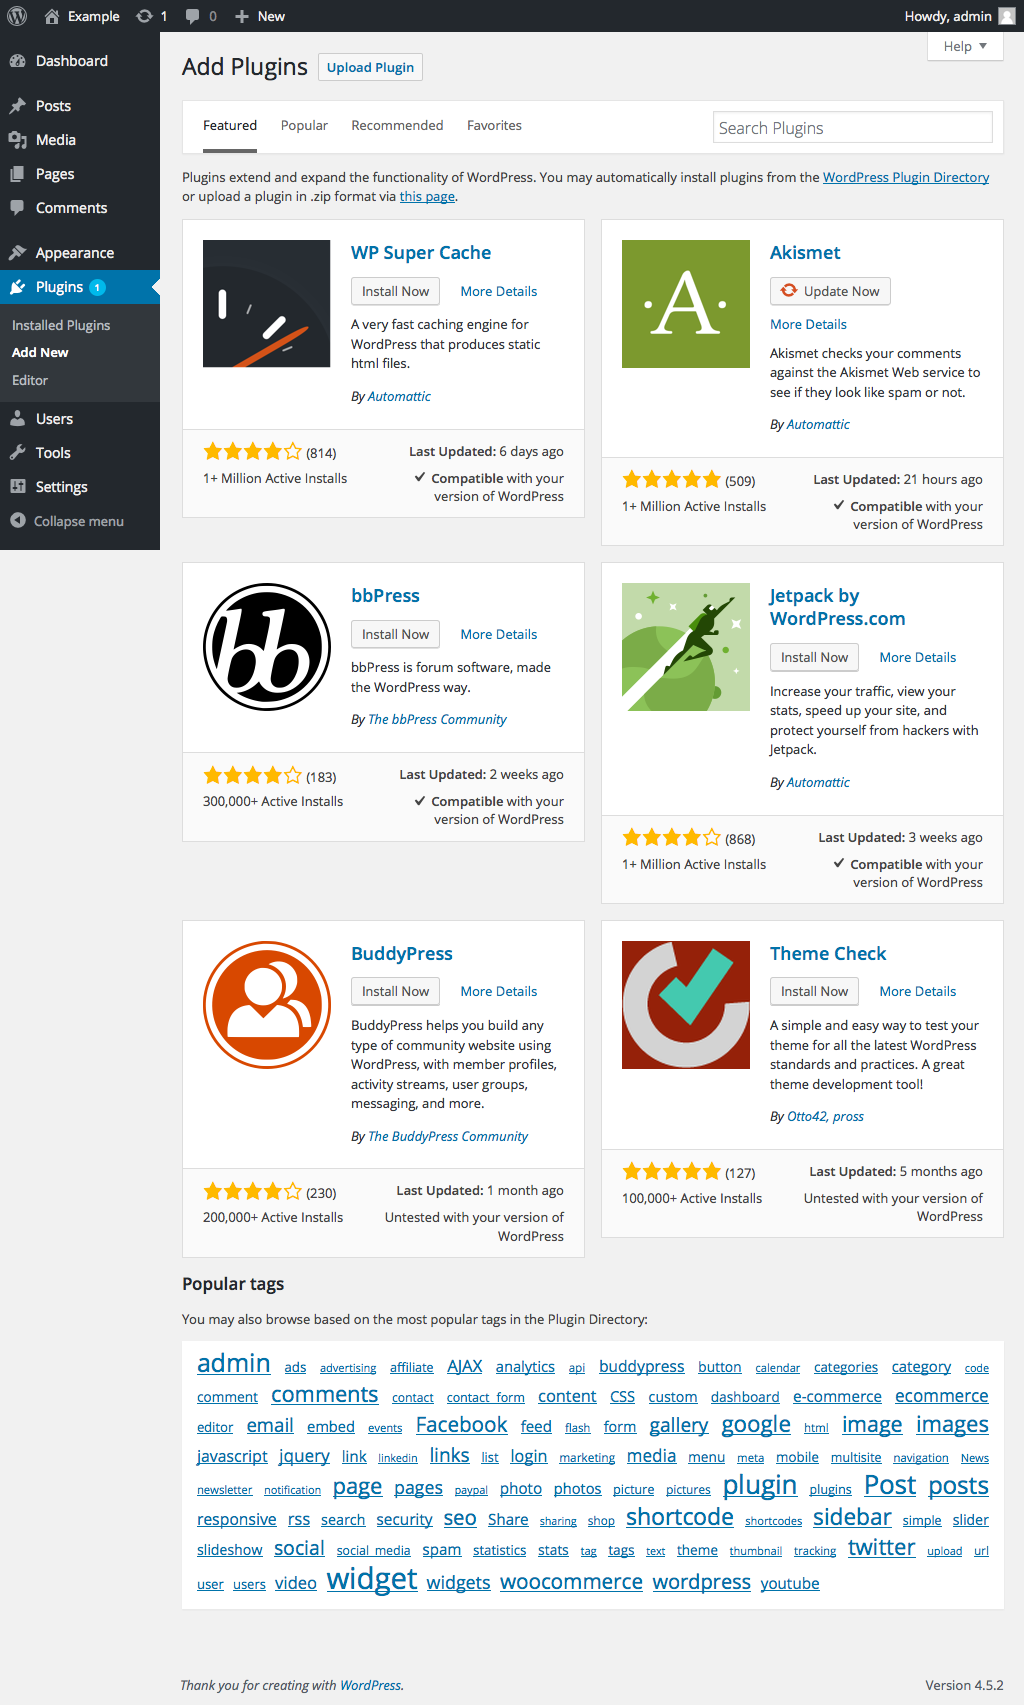 Example 1 0 New Howdy, admin
Dashboard
Posts
Media
Pages
Comments
Appearance
Plugins 1
Installed Plugins
Add New
Editor
Users
Tools
Settings
Collapse menu
Help
Add Plugins Upload Plugin
Featured Popular Recommended Favorites Search Plugins
Plugins extend and expand the functionality of WordPress. You may automatically install plugins from the WordPress Plugin Directory
or upload a plugin in .zip format via this page.
WP Super Cache
Install Now More Details
A very fast caching engine for
WordPress that produces static
html files.
By Automattic
(814) Last Updated: 6 days ago
1+ Million Active Installs Compatible with your
version of WordPress
A
Akismet
Update Now
More Details
Akismet checks your comments
against the Akismet Web service to
see if they look like spam or not.
By Automattic
(509) Last Updated: 21 hours ago
1+ Million Active Installs Compatible with your
version of WordPress
bb
bbPress
Install Now More Details
bbPress is forum software, made
the WordPress way.
By The bbPress Community
(183) Last Updated: 2 weeks ago
300,000+ Active Installs Compatible with your
version of WordPress
Jetpack by
WordPress.com
Install Now More Details
Increase your traffic, view your
stats, speed up your site, and
protect yourself from hackers with
Jetpack.
By Automattic
(868) Last Updated: 3 weeks ago
1+ Million Active Installs Compatible with your
version of WordPress
BuddyPress
Install Now More Details
BuddyPress helps you build any
type of community website using
WordPress, with member profiles,
activity streams, user groups,
messaging, and more.
By The BuddyPress Community
(230) Last Updated: 1 month ago
200,000+ Active Installs Untested with your version of
WordPress
Theme Check
Install Now More Details
A simple and easy way to test your
theme for all the latest WordPress
standards and practices. A great
theme development tool!
By Otto42, pross
(127) Last Updated: 5 months ago
100,000+ Active Installs Untested with your version of
WordPress
Popular tags
You may also browse based on the most popular tags in the Plugin Directory:
admin ads advertising affiliate AJAX analytics api buddypress button calendar categories category code
comment comments contact contact form content CSS custom dashboard e-commerce ecommerce
editor email embed events Facebook feed flash form gallery google html image images
javascript jquery link linkedin links list login marketing media menu meta mobile multisite navigation News
newsletter notification page pages paypal photo photos picture pictures plugin plugins Post posts
responsive rss search security seo Share sharing shop shortcode shortcodes sidebar simple slider
slideshow social social media spam statistics stats tag tags text theme thumbnail tracking twitter upload url
user users video widget widgets woocommerce wordpress youtube
Thank you for creating with WordPress. Version 4.5.2